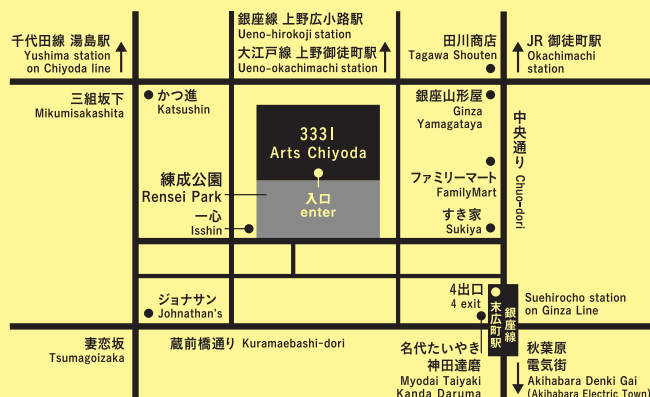 千代田線 湯島駅
Yushima station
on Chiyoda line
銀座線 上野広小路駅
Ueno-hirokoji station
大江戸線 上野御徒町駅
Ueno-okachimachi station
田川商店
Tagawa Shouten
JR 御徒町駅
Okachimachi
station
三組坂下
Mikumisakashita
かつ進
Katsushin
3331
Arts Chiyoda
銀座山形屋
Ginza
Yamagataya
中央通り Chuo-dori
練成公園
Rensei Park
入口
enter
ファミリーマート
FamilyMart
一心
Isshin
すき家
Sukiya
ジョナサン
Johnathan's
4出口
4 exit
銀座線
末広町駅
Suehirocho station
on Ginza Line
妻恋坂
Tsumagoizaka
蔵前橋通り Kuramaebashi-dori
名代たいやき
神田達磨
Myodai Taiyaki
Kanda Daruma
秋葉原
電気街
Akihabara Denki Gai
(Akihabara Electric Town)